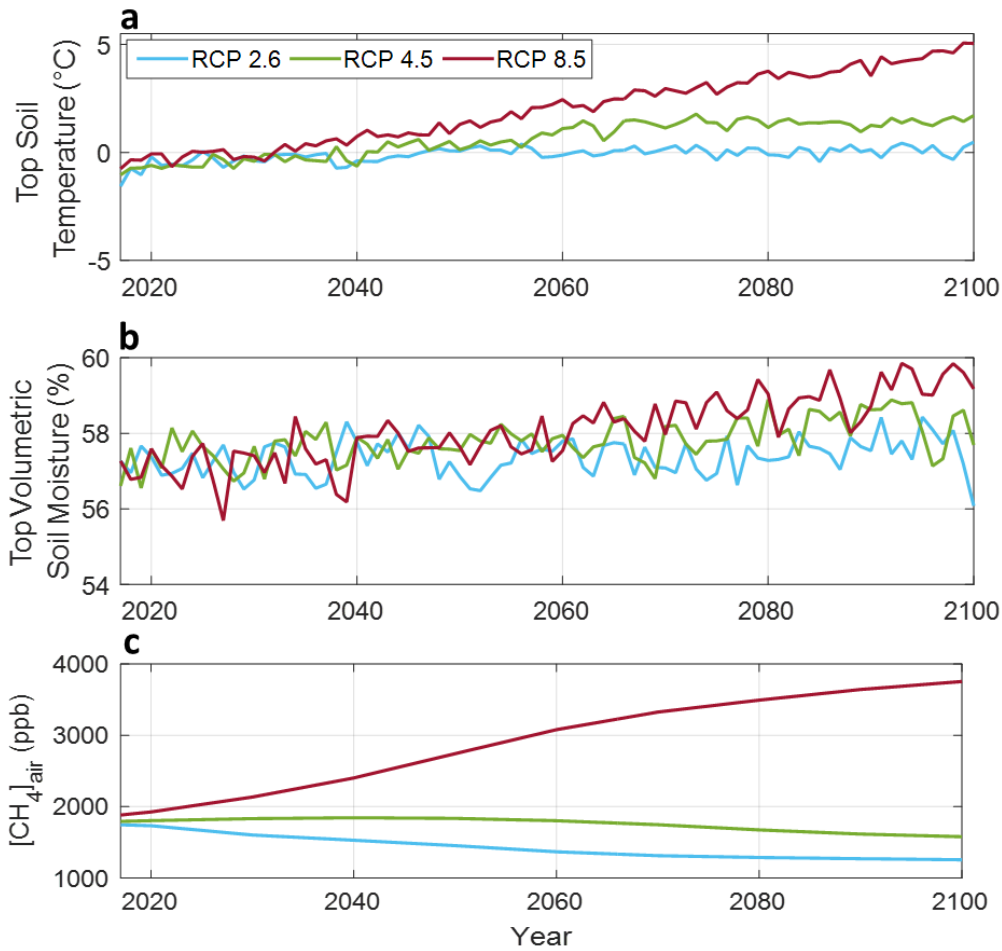 a
Top Soil
Temperature (°C)
5
0
-5
RCP 2.6 RCP 4.5 RCP 8.5
2020 2040 2060 2080 2100
b
Top Volumetric
Soil Moisture (%)
60
58
56
54
2020 2040 2060 2080 2100
c
[CH4]air (ppb)
4000
3000
2000
1000
2020 2040 2060 2080 2100
Year